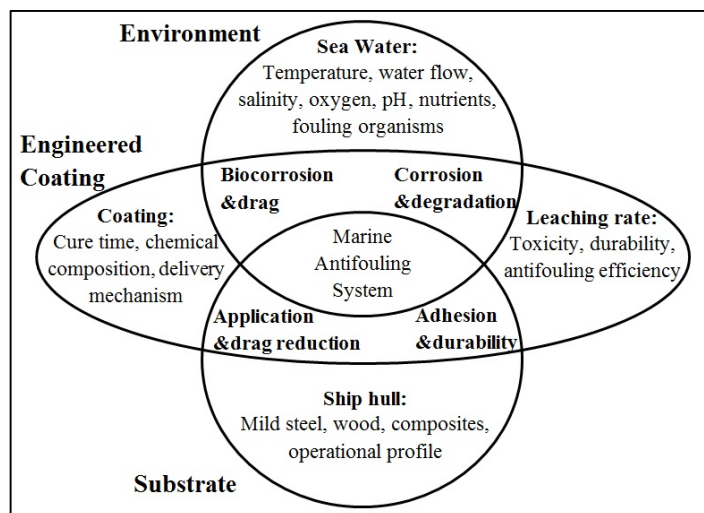 Environment
Sea Water:
Temperature, water flow,
salinity, oxygen, pH, nutrients,
fouling organisms
Engineered
Coating
Biocorrosion
&drag
Corrosion
&degradation
Coating:
Cure time, chemical
composition, delivery
mechanism
Marine
Antifouling
System
Leaching rate:
Toxicity, durability,
antifouling efficiency
Application
&drag reduction
Adhesion
&durability
Ship hull:
Mild steel, wood, composites,
operational profile
Substrate